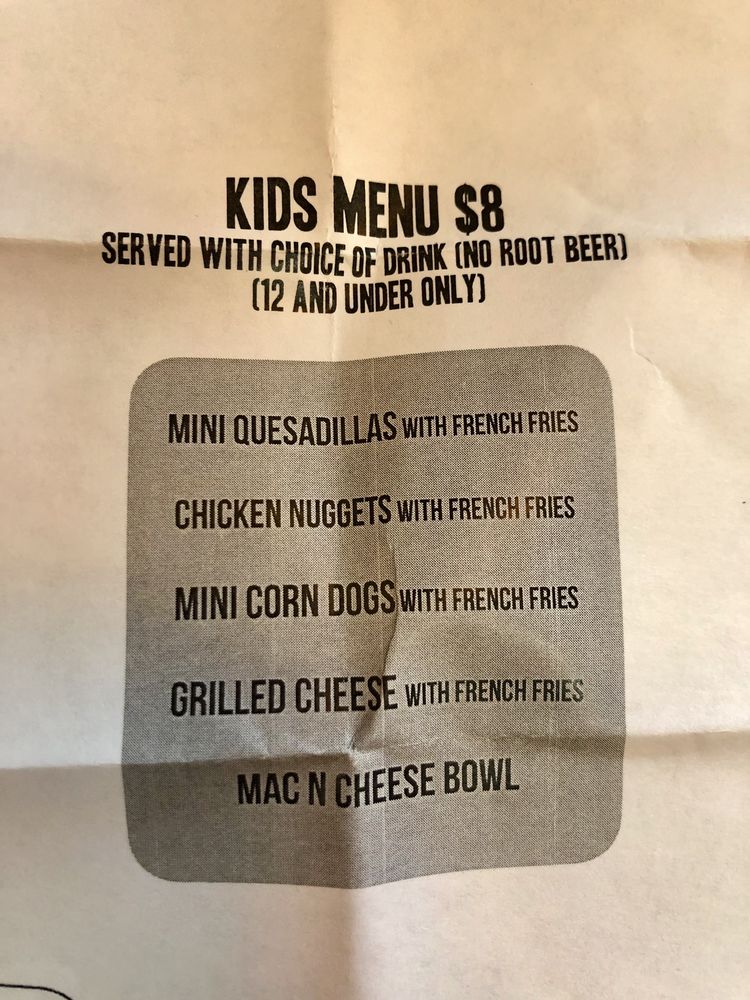 KIDS MENU $8
SERVED WITH CHOICE OF DRINK (NO ROOT BEER)
(12 AND UNDER ONLY)
MINI QUESADILLAS WITH FRENCH FRIES
CHICKEN NUGGETS WITH FRENCH FRIES
MINI CORN DOGS WITH FRENCH FRIES
GRILLED CHEESE WITH FRENCH FRIES
MAC N CHEESE BOWL